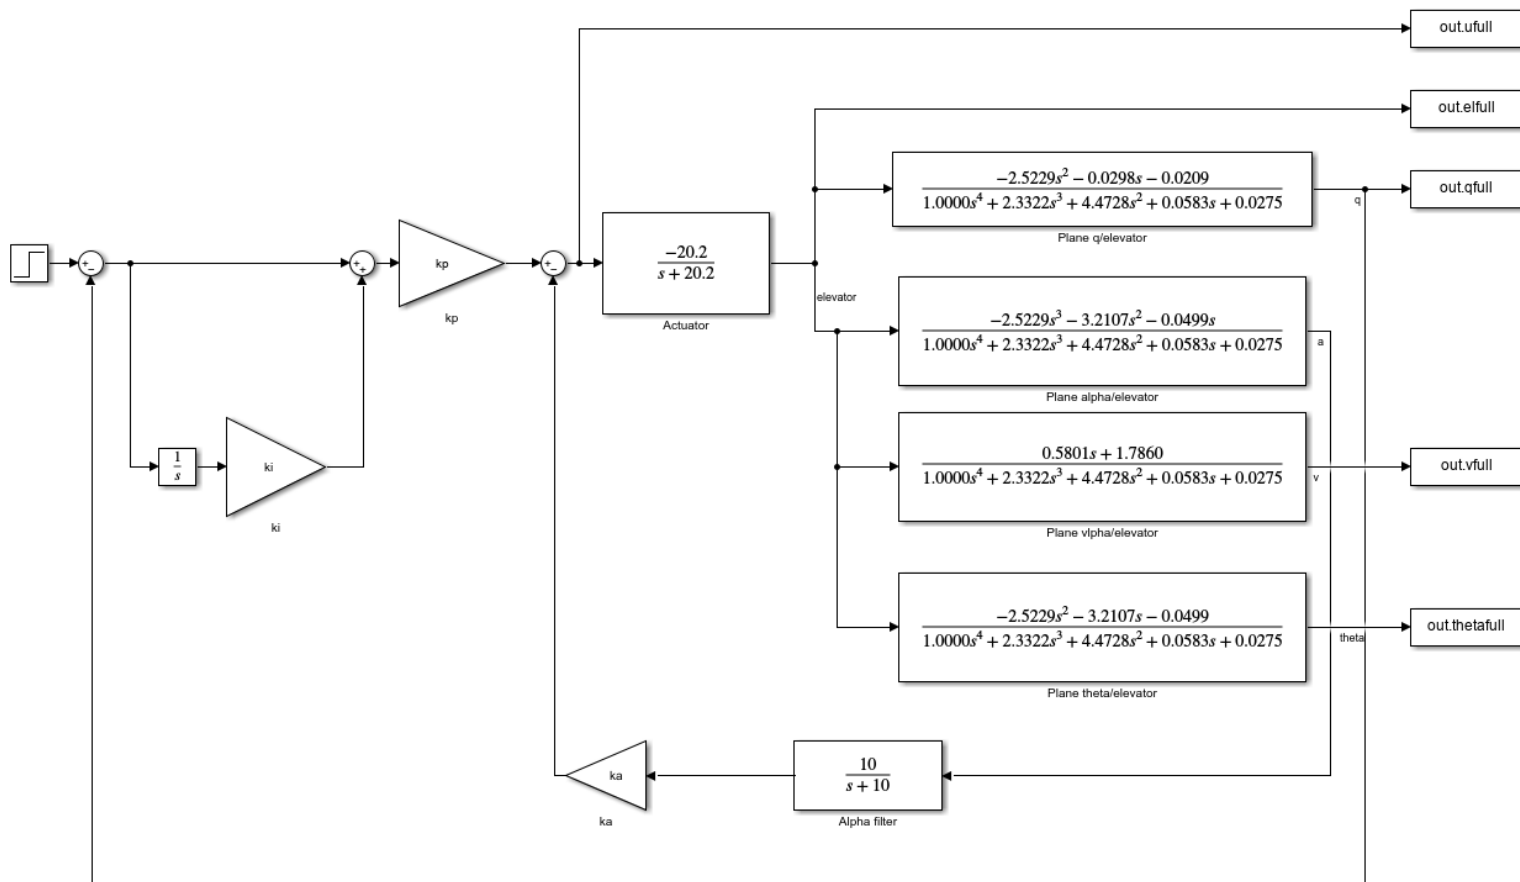 out.ufull
out.elfull
−2.5229s² − 0.0298s − 0.0209
1.0000s⁴ + 2.3322s³ + 4.4728s² + 0.0583s + 0.0275
Plane q/elevator
q
out.qfull
+
−
+
+
kp
kp
+
−
−20.2
s + 20.2
Actuator
elevator
−2.5229s³ − 3.2107s² − 0.0499s
1.0000s⁴ + 2.3322s³ + 4.4728s² + 0.0583s + 0.0275
Plane alpha/elevator
a
1
s
ki
ki
0.5801s + 1.7860
1.0000s⁴ + 2.3322s³ + 4.4728s² + 0.0583s + 0.0275
Plane vlpha/elevator
v
out.vfull
−2.5229s² − 3.2107s − 0.0499
1.0000s⁴ + 2.3322s³ + 4.4728s² + 0.0583s + 0.0275
Plane theta/elevator
theta
out.thetafull
ka
ka
10
s + 10
Alpha filter